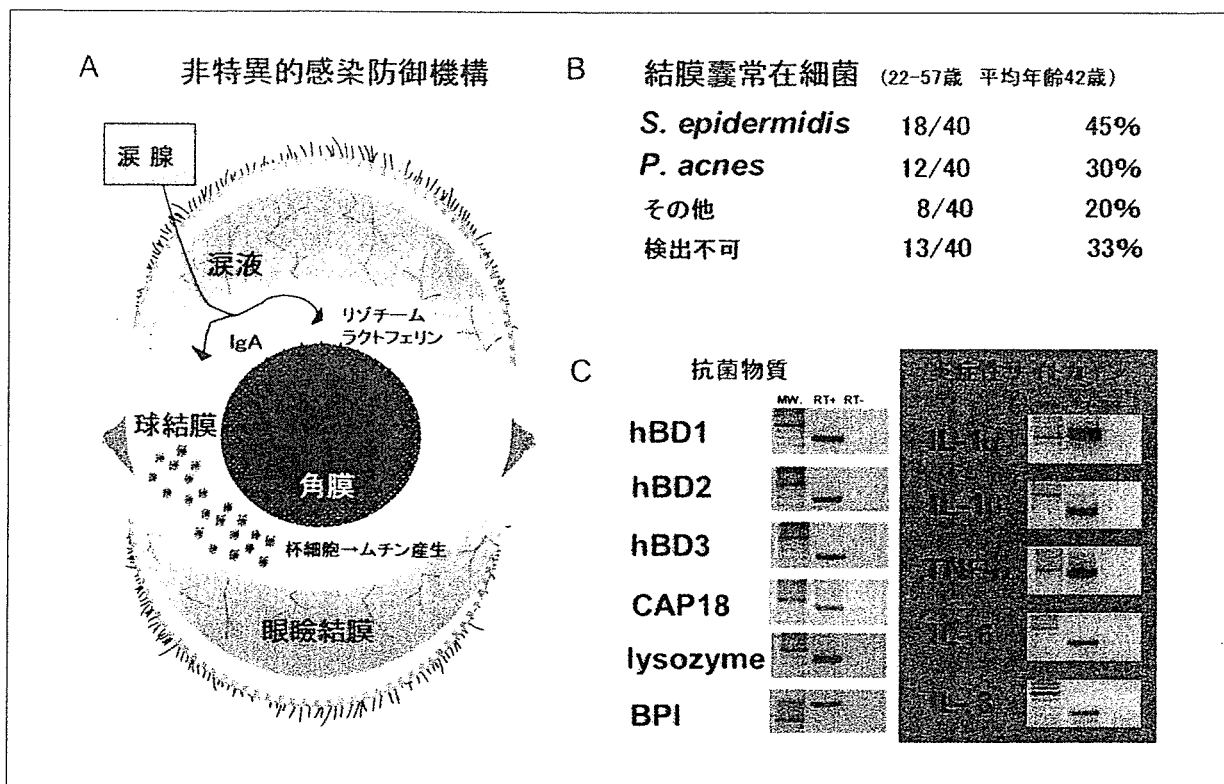 A 非特異的感染防御機構
涙腺
涙液
IgA
リゾチーム
ラクトフェリン
球結膜
角膜
杯細胞→ムチン産生
眼瞼結膜
B 結膜嚢常在細菌 (22-57歳 平均年齢42歳)
S. epidermidis 18/40 45%
P. acnes 12/40 30%
その他 8/40 20%
検出不可 13/40 33%
C 抗菌物質
MW. RT+ RT-
hBD1
hBD2
hBD3
CAP18
lysozyme
BPI